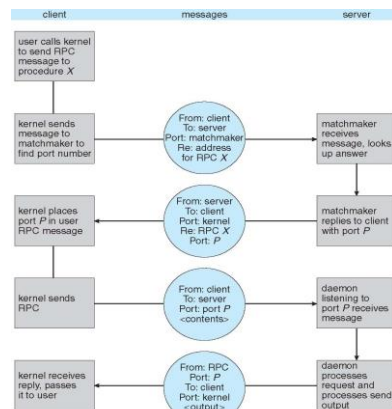 client messages server
user calls kernel
to send RPC
message to
procedure X
kernel sends
message to
matchmaker to
find port number
From: client
To: server
Port: matchmaker
Re: address
for RPC X
matchmaker
receives
message, looks
up answer
kernel places
port P in user
RPC message
From: server
To: client
Port: kernel
Re: RPC X
Port: P
matchmaker
replies to client
with port P
kernel sends
RPC
From: client
To: server
Port: port P
<contents>
daemon
listening to
port P receives
message
kernel receives
reply, passes
it to user
From: RPC
Port: P
To: client
Port: kernel
<output>
daemon
processes
request and
processes send
output